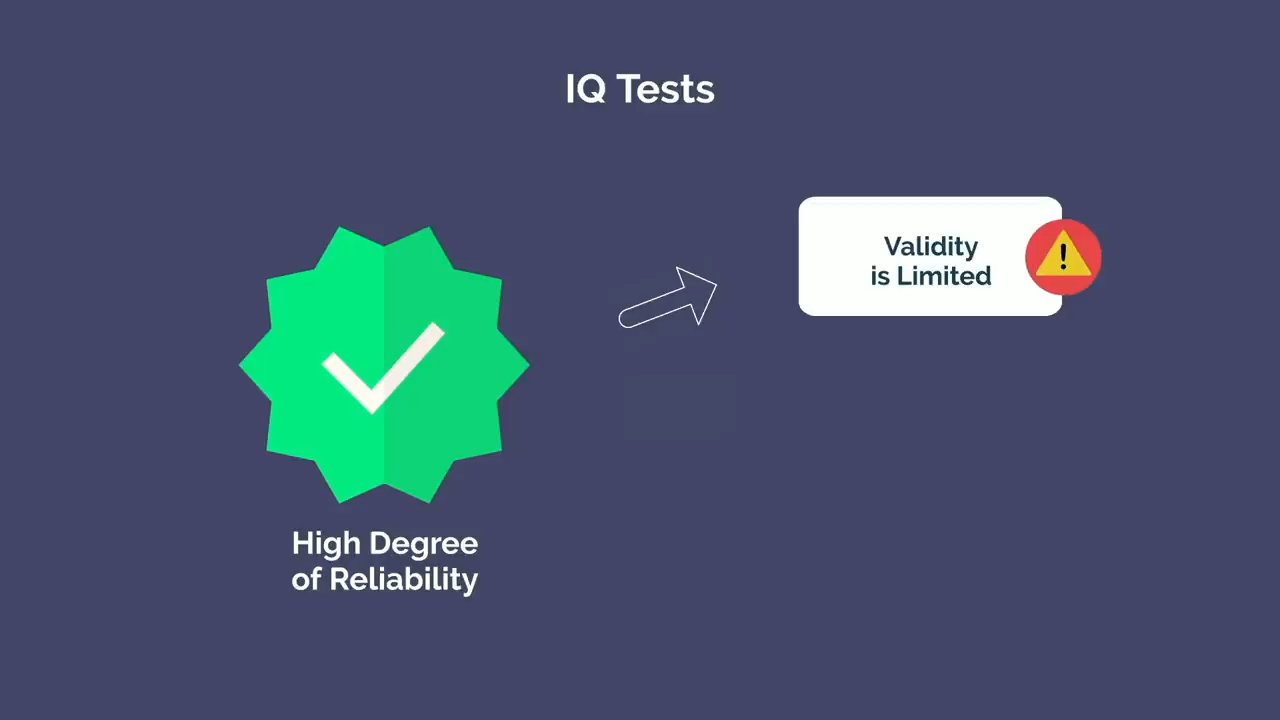 IQ Tests
Validity
is Limited
High Degree
of Reliability